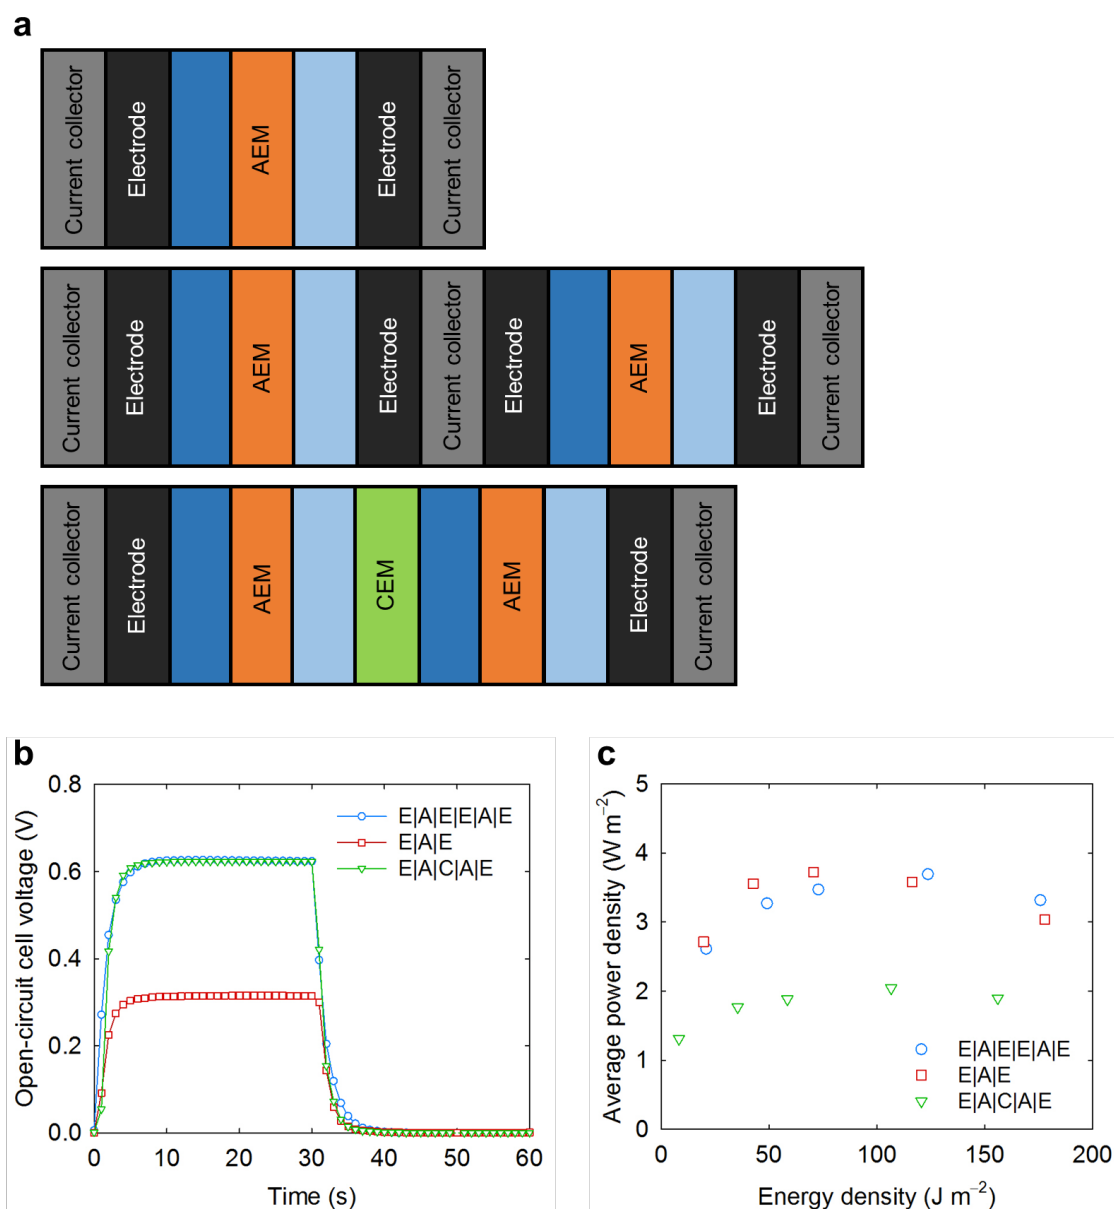 a
Current collector
Electrode
AEM
Electrode
Current collector
Current collector
Electrode
AEM
Electrode
Current collector
Electrode
AEM
Electrode
Current collector
Current collector
Electrode
AEM
CEM
AEM
Electrode
Current collector
b
Open-circuit cell voltage (V)
0.8
0.6
0.4
0.2
0.0
E|A|E|E|A|E
E|A|E
E|A|C|A|E
0 10 20 30 40 50 60
Time (s)
c
Average power density (W m−2)
5
4
3
2
1
0
E|A|E|E|A|E
E|A|E
E|A|C|A|E
0 50 100 150 200
Energy density (J m−2)